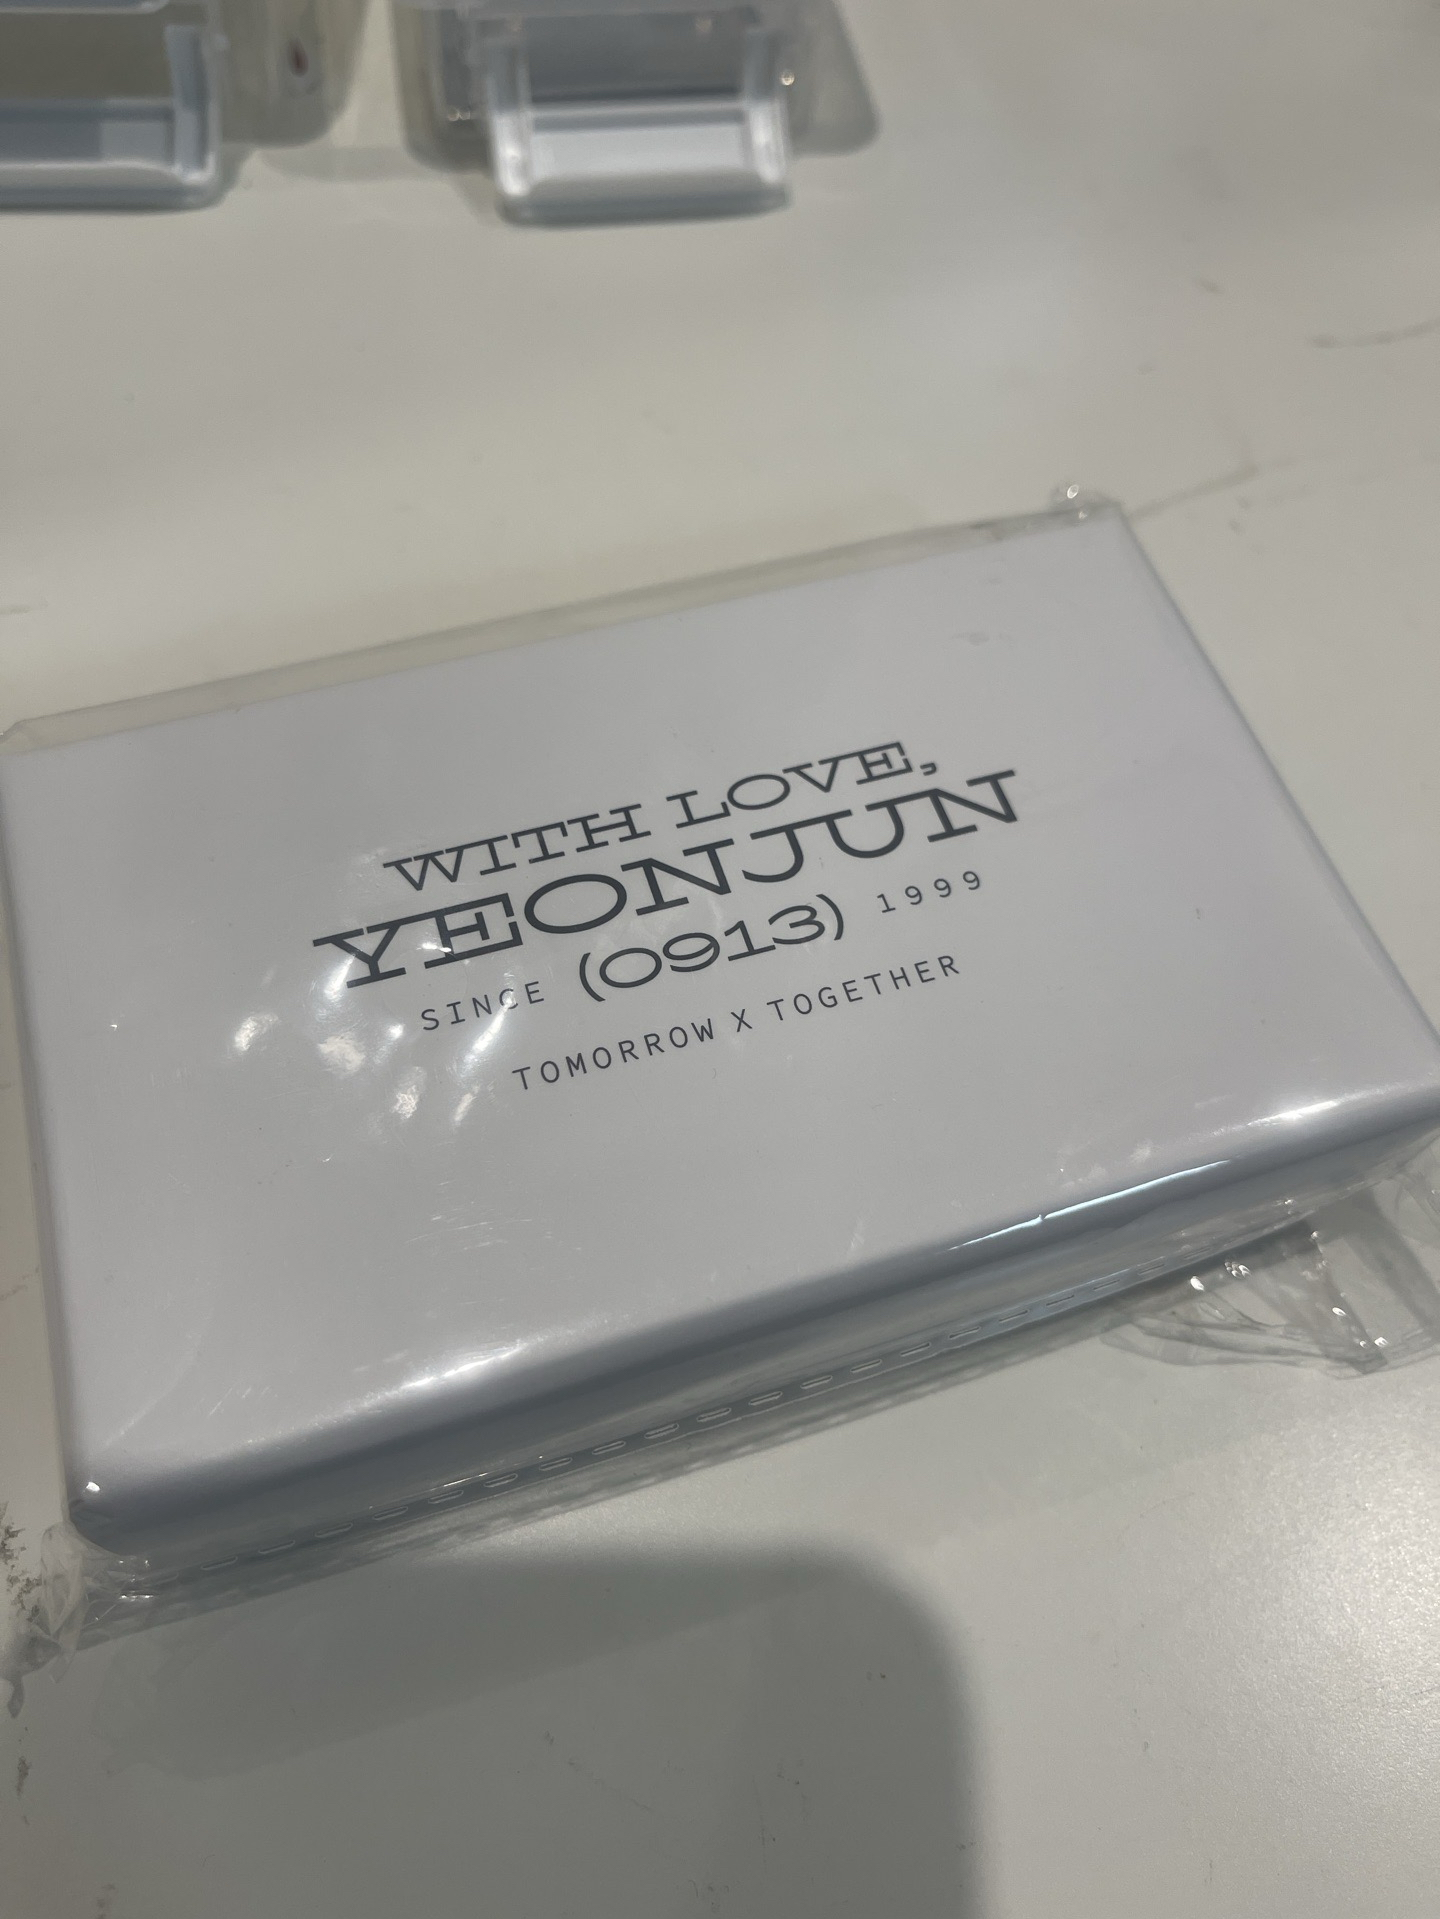 WITH LOVE,
YEONJUN
SINCE (0913) 1999
TOMORROW X TOGETHER